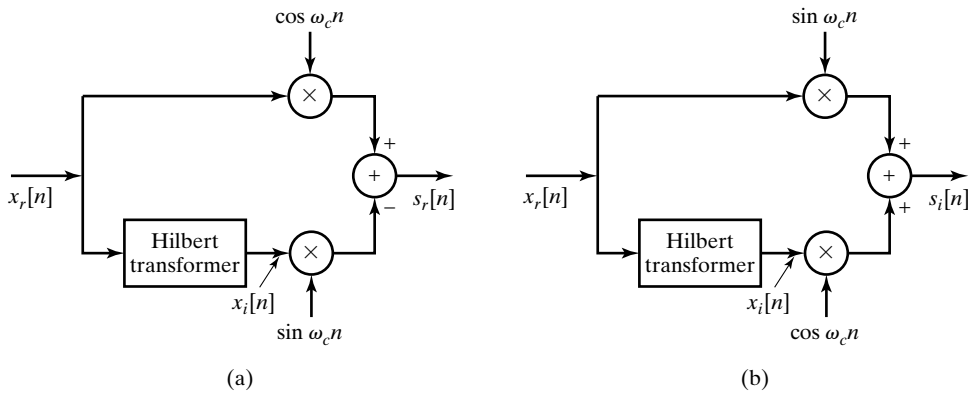 cos ω_c n
×
+
x_r[n]
+
s_r[n]
−
Hilbert
transformer
×
x_i[n]
sin ω_c n
(a)
sin ω_c n
×
+
x_r[n]
+
s_i[n]
+
Hilbert
transformer
×
x_i[n]
cos ω_c n
(b)